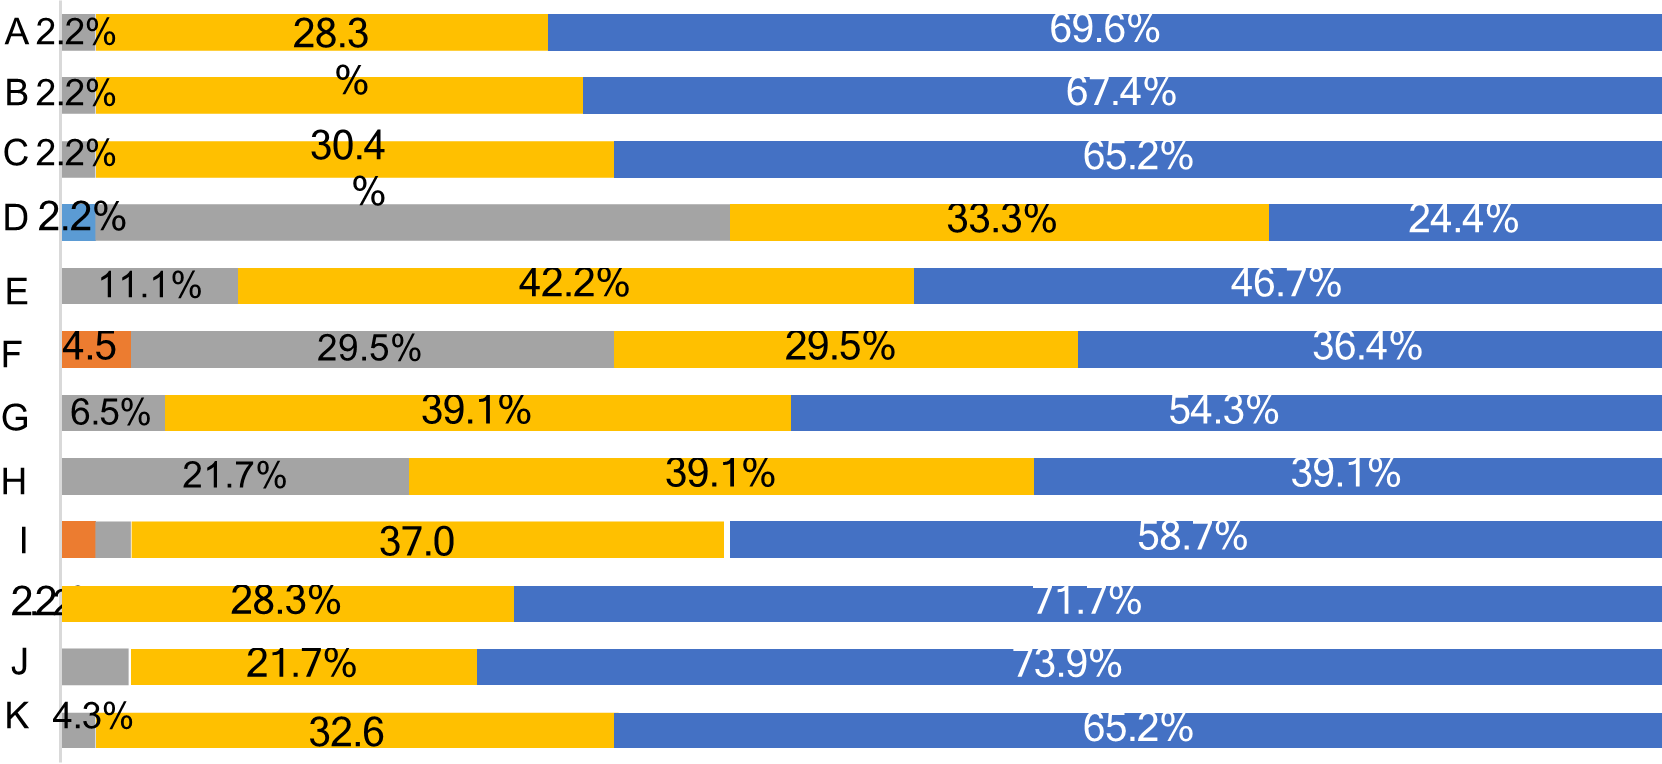 A 2.2% 28.3 69.6%
%
B 2.2% 67.4%
C 2.2% 30.4 65.2%
%
D 2.2% 33.3% 24.4%
E 11.1% 42.2% 46.7%
F 4.5 29.5% 29.5% 36.4%
G 6.5% 39.1% 54.3%
H 21.7% 39.1% 39.1%
I 37.0 58.7%
28.3% 71.7%
J 21.7% 73.9%
K 4.3% 32.6 65.2%